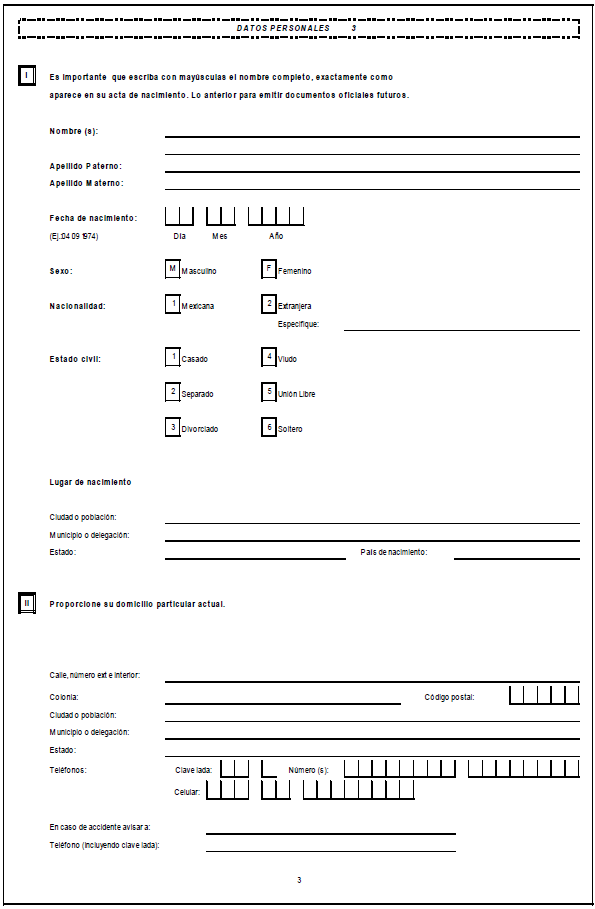 DATOS PERSONALES 3
I Es importante que escriba con mayúsculas el nombre completo, exactamente como
aparece en su acta de nacimiento. Lo anterior para emitir documentos oficiales futuros.
Nombre (s):
Apellido Paterno:
Apellido Materno:
Fecha de nacimiento:
(Ej.:04 09 1974) Día Mes Año
Sexo: M Masculino F Femenino
Nacionalidad: 1 Mexicana 2 Extranjera
Especifique:
Estado civil: 1 Casado 4 Viudo
2 Separado 5 Unión Libre
3 Divorciado 6 Soltero
Lugar de nacimiento
Ciudad o población:
Municipio o delegación:
Estado: País de nacimiento:
II Proporcione su domicilio particular actual.
Calle, número ext e interior:
Colonia: Código postal:
Ciudad o población:
Municipio o delegación:
Estado:
Teléfonos: Clave lada: Número (s):
Celular:
En caso de accidente avisar a:
Teléfono (incluyendo clave lada):
3